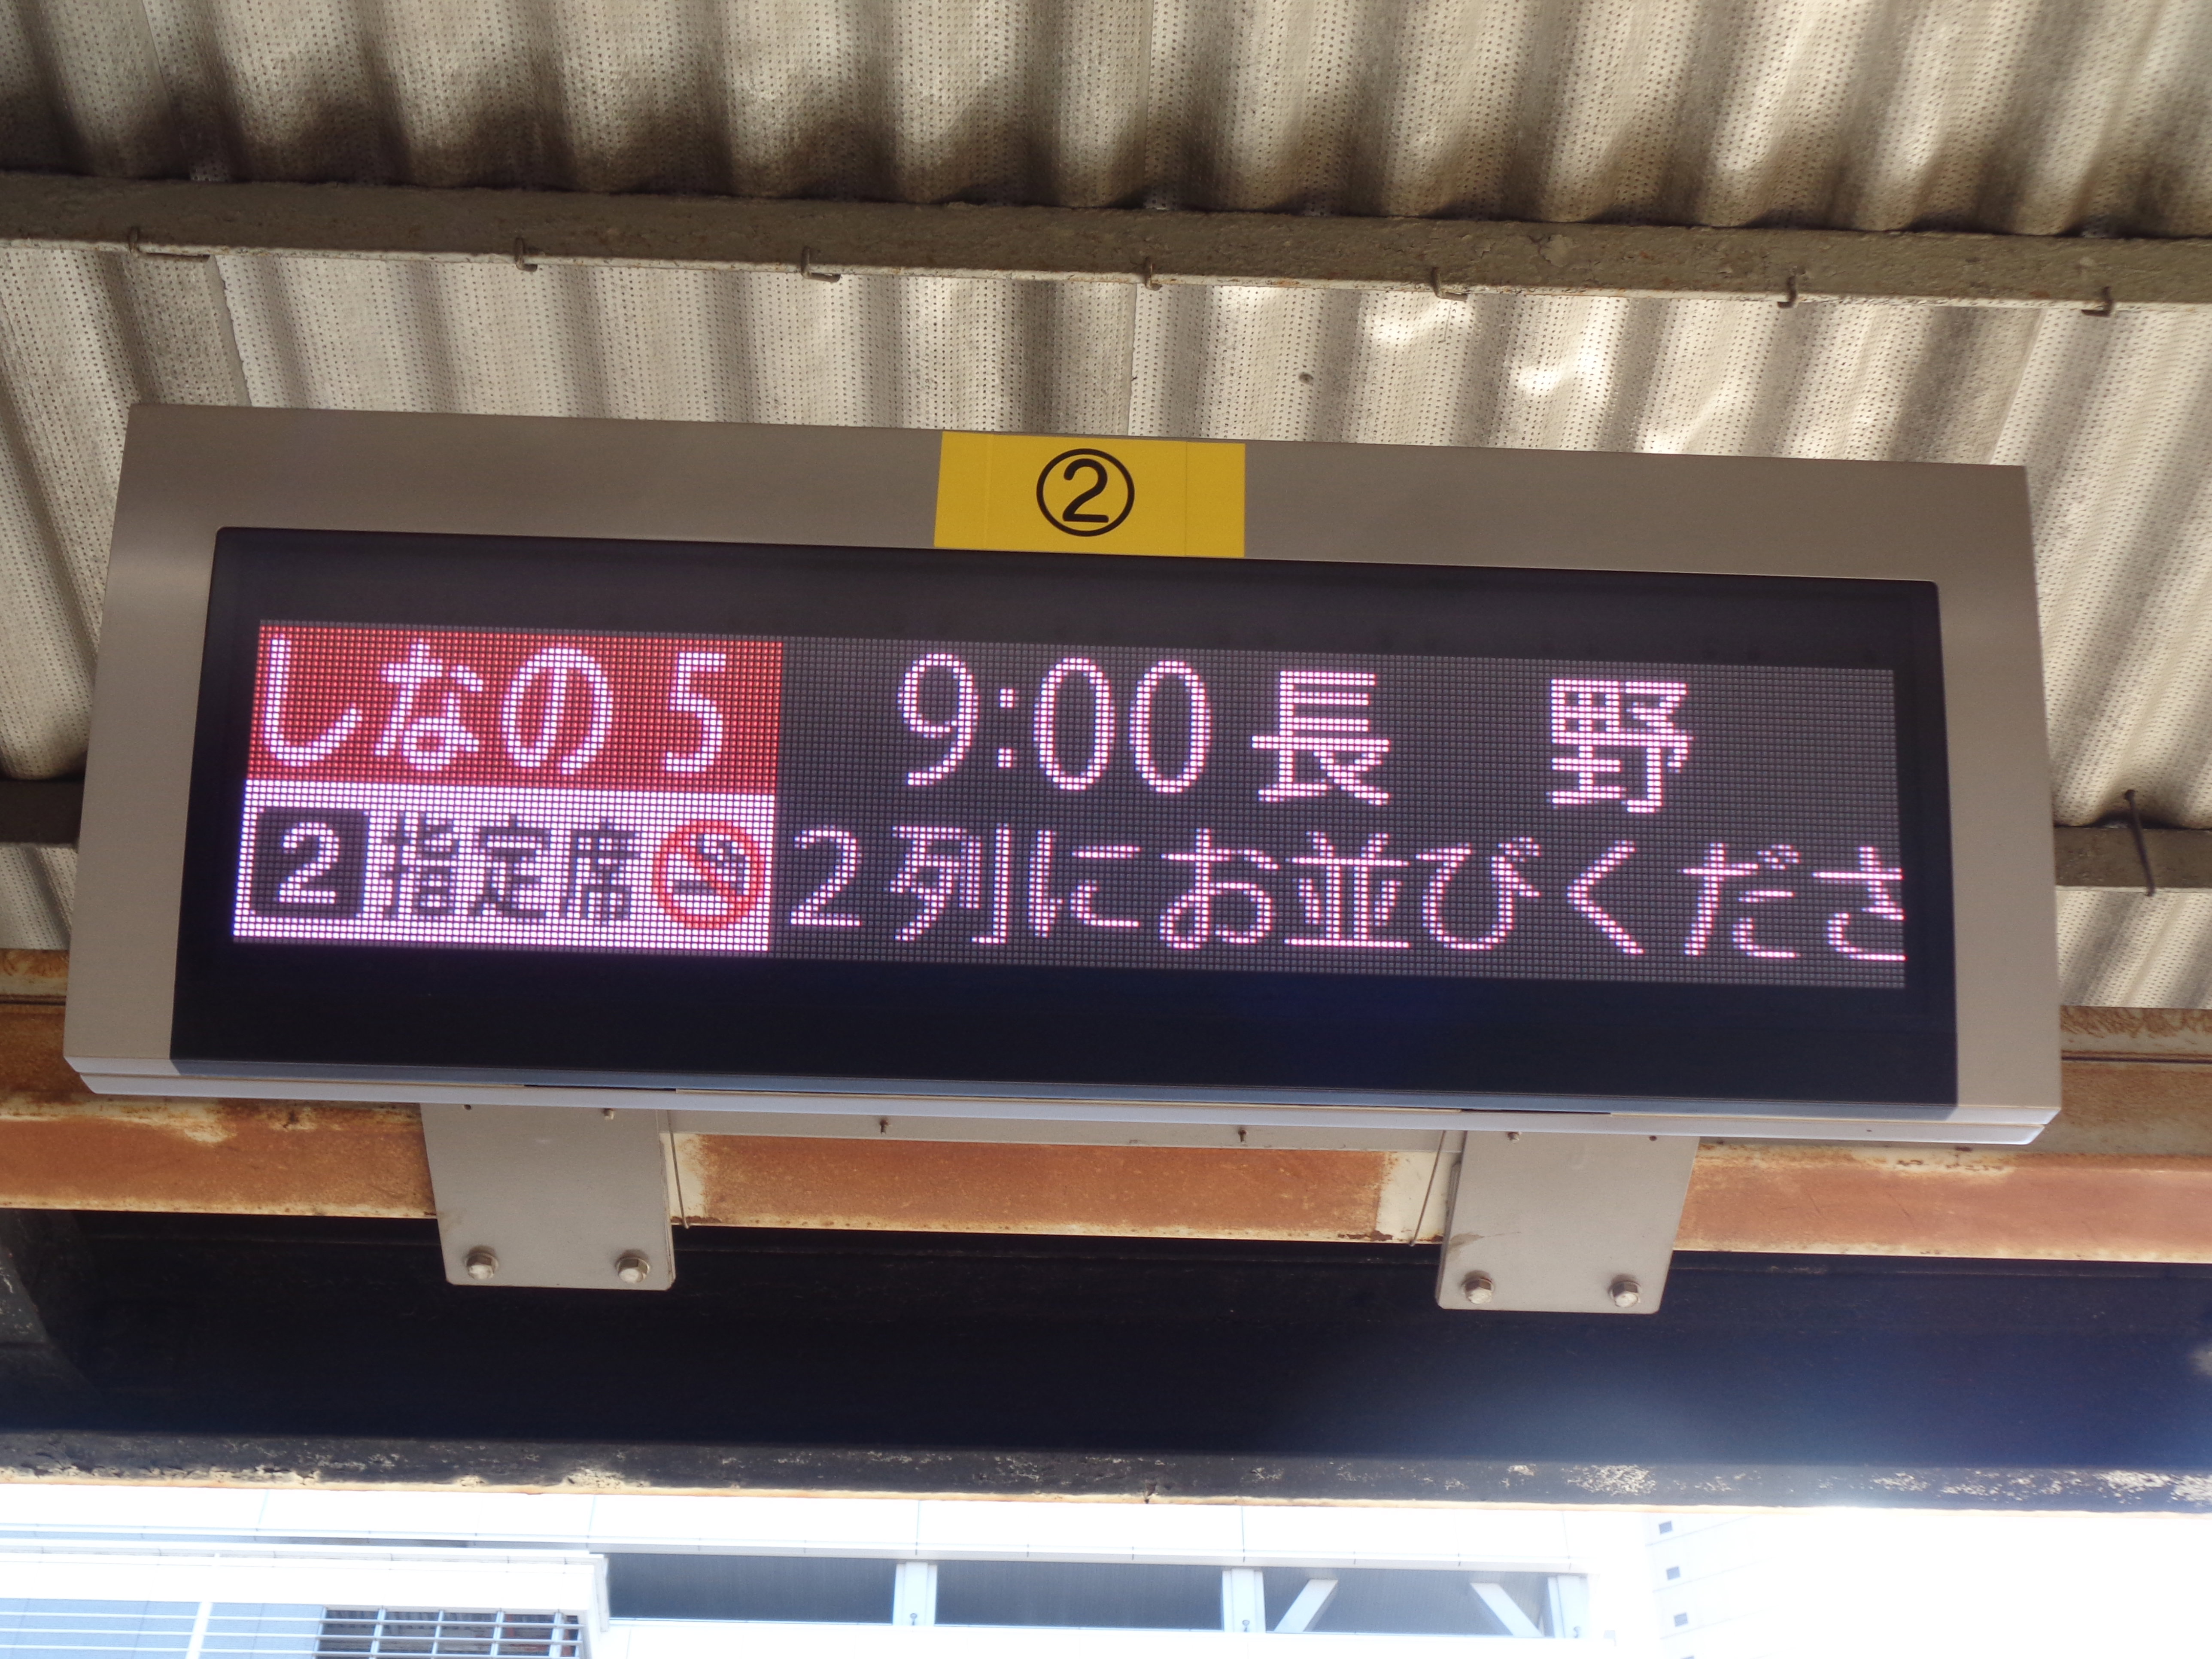 ②
しなの 5 9:00 長 野
2 指定席 2列にお並びくださ